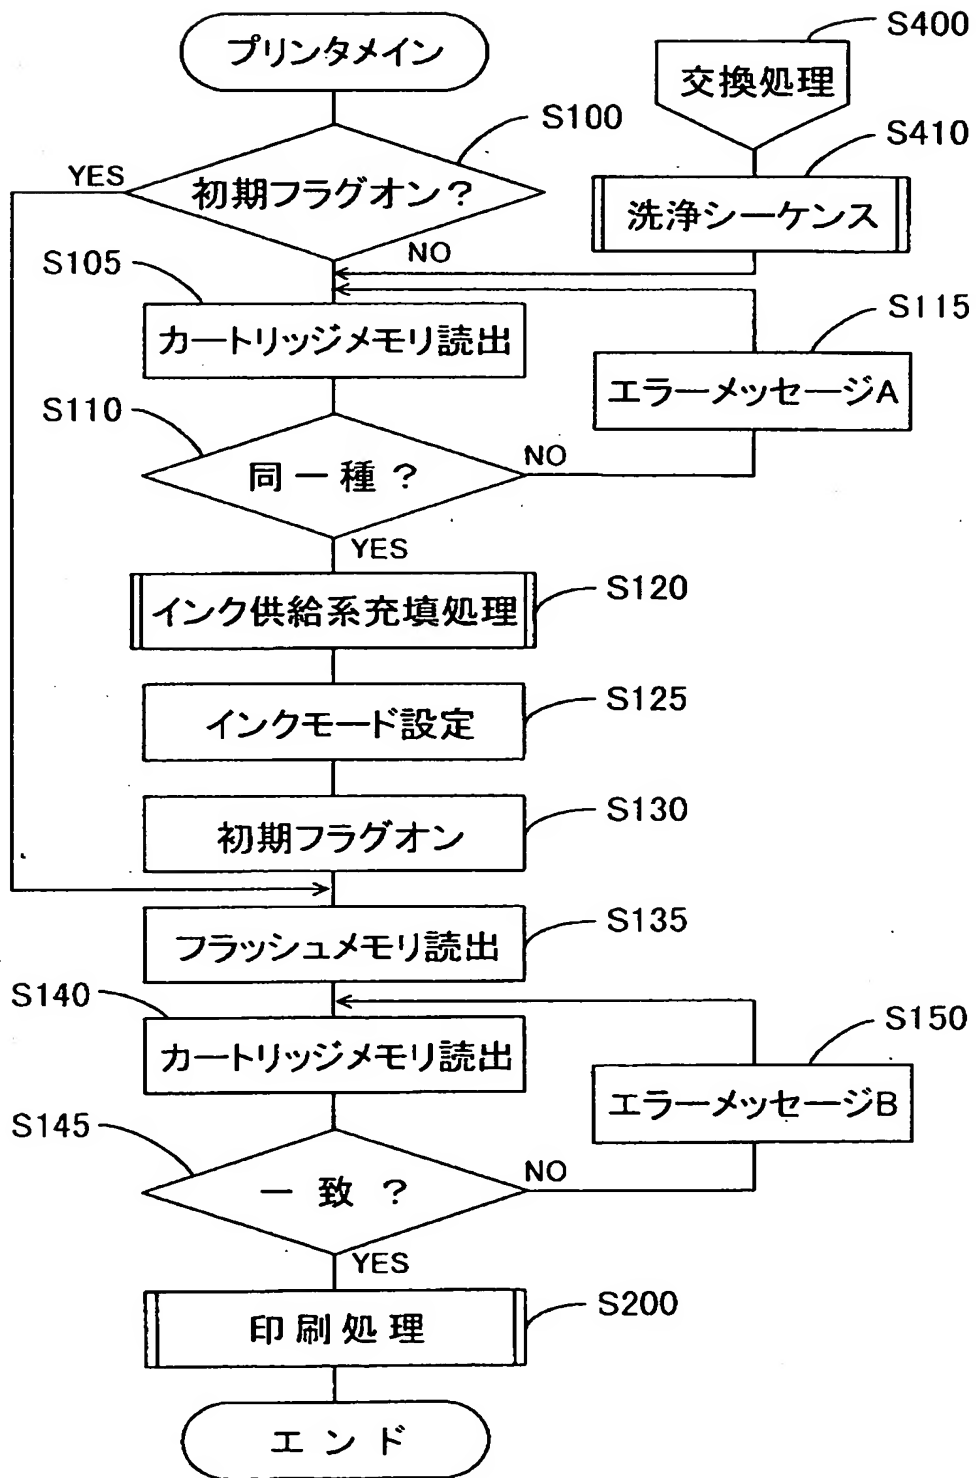 プリンタメイン
S400
交換処理
S100
初期フラグオン?
YES
NO
S410
洗浄シーケンス
S105
カートリッジメモリ読出
S115
エラーメッセージA
S110
同一種?
NO
YES
インク供給系充填処理
S120
インクモード設定
S125
初期フラグオン
S130
フラッシュメモリ読出
S135
S140
カートリッジメモリ読出
S150
エラーメッセージB
S145
一致?
NO
YES
印刷処理
S200
エンド